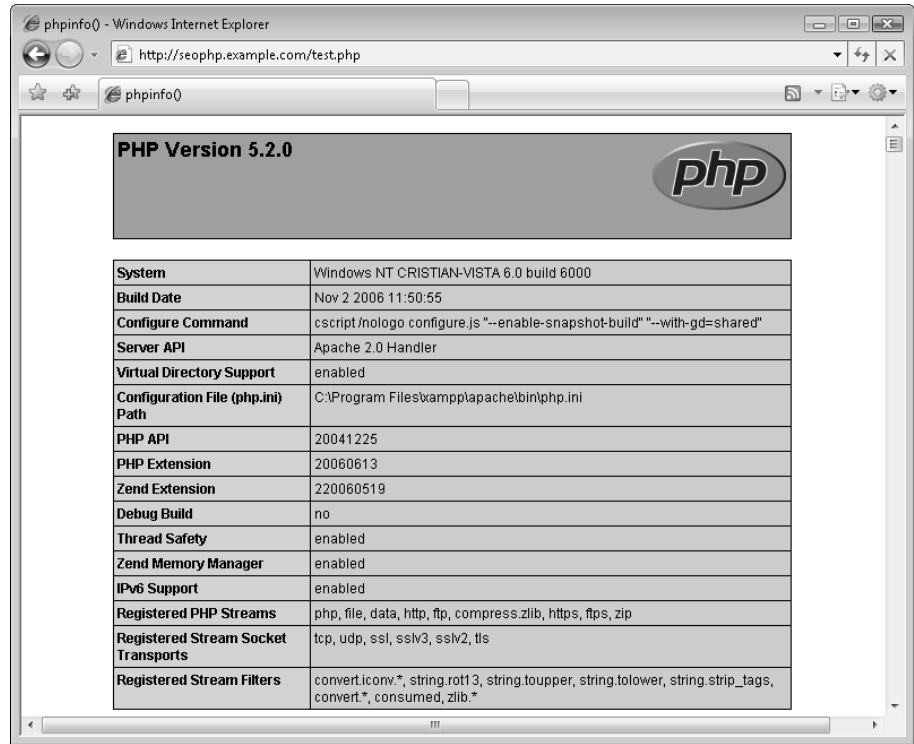 phpinfo() - Windows Internet Explorer
http://seophp.example.com/test.php
phpinfo()
PHP Version 5.2.0
php
System Windows NT CRISTIAN-VISTA 6.0 build 6000
Build Date Nov 2 2006 11:50:55
Configure Command cscript /nologo configure.js "--enable-snapshot-build" "--with-gd=shared"
Server API Apache 2.0 Handler
Virtual Directory Support enabled
Configuration File (php.ini) C:\Program Files\xampp\apache\bin\php.ini
Path
PHP API 20041225
PHP Extension 20060613
Zend Extension 220060519
Debug Build no
Thread Safety enabled
Zend Memory Manager enabled
IPv6 Support enabled
Registered PHP Streams php, file, data, http, ftp, compress.zlib, https, ftps, zip
Registered Stream Socket tcp, udp, ssl, sslv3, sslv2, tls
Transports
Registered Stream Filters convert.iconv.*, string.rot13, string.toupper, string.tolower, string.strip_tags,
convert.*, consumed, zlib.*